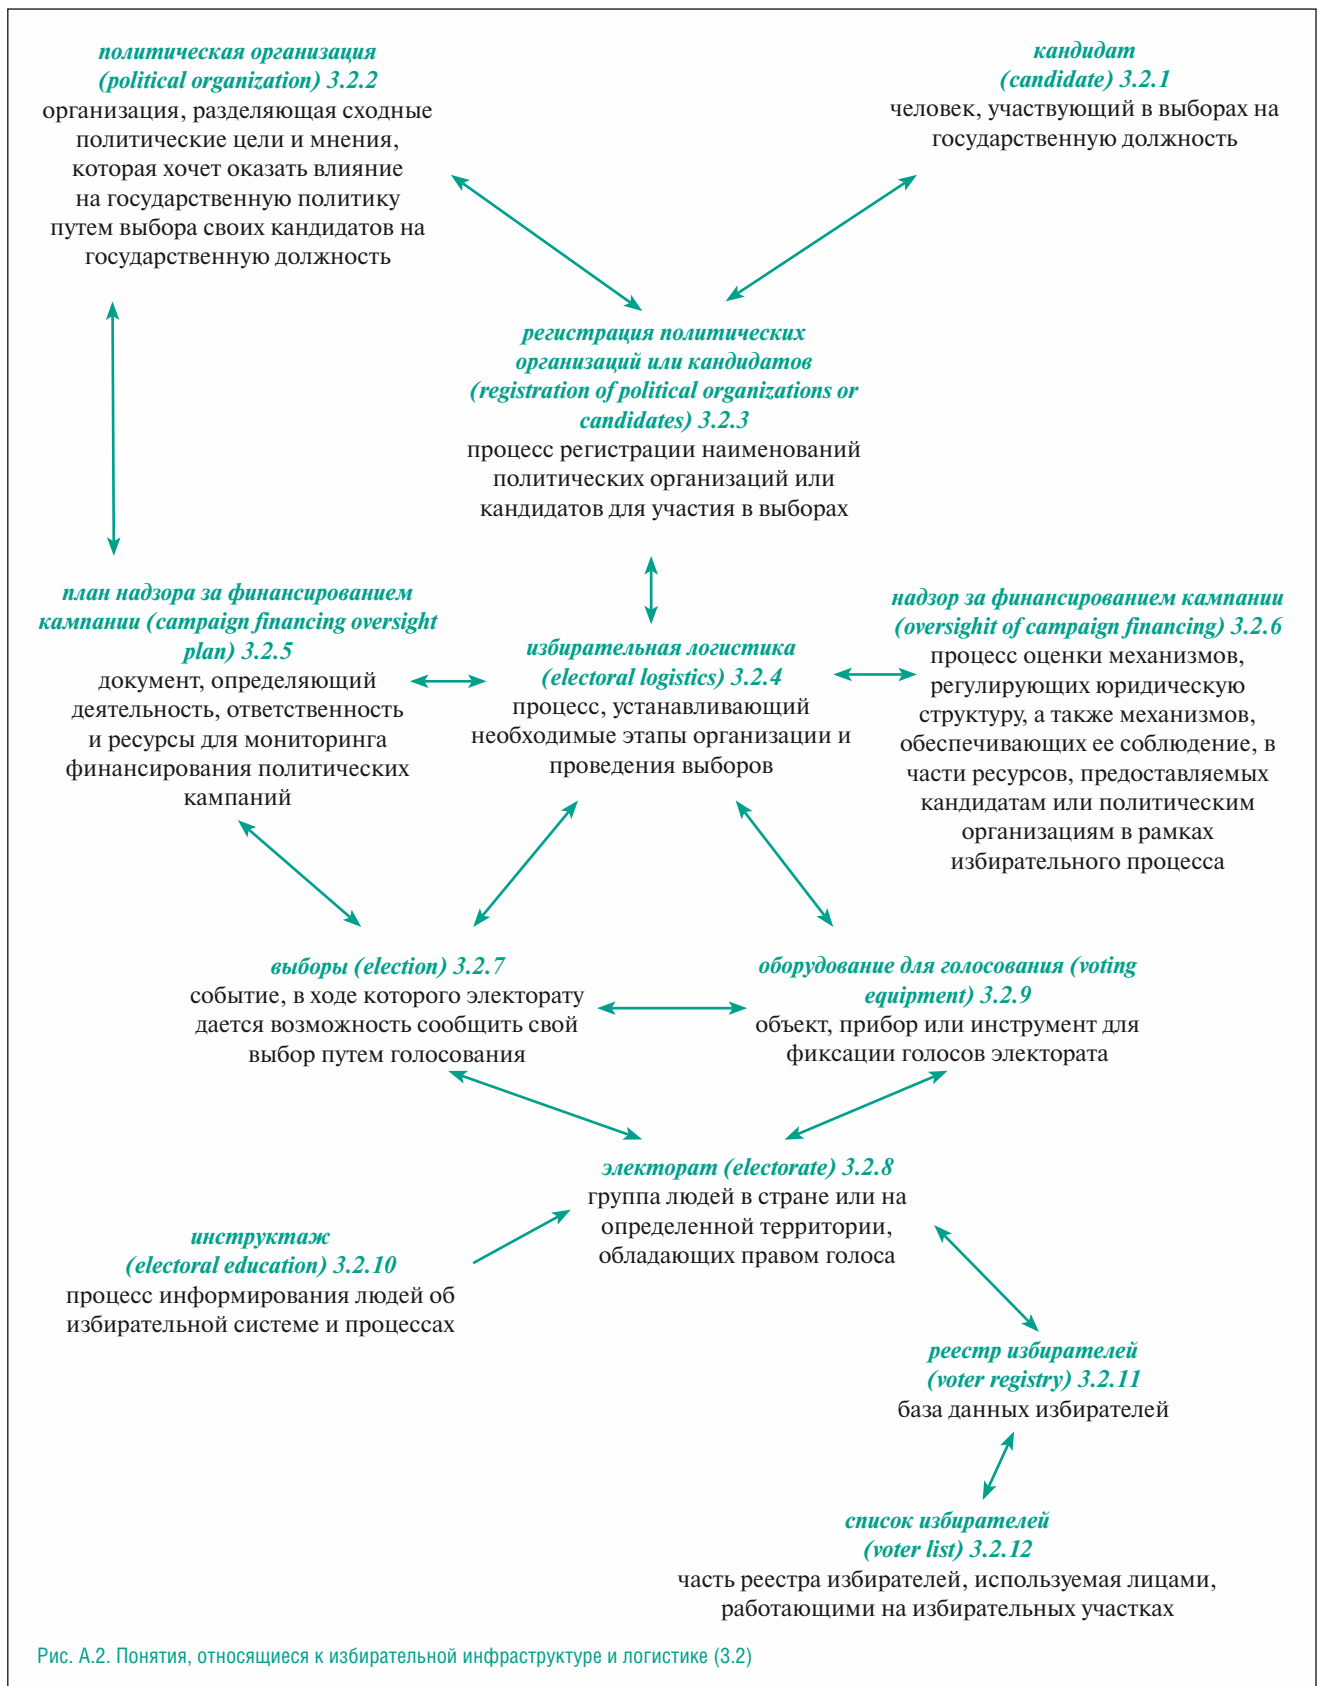 политическая организация
(political organization) 3.2.2
организация, разделяющая сходные
политические цели и мнения,
которая хочет оказать влияние
на государственную политику
путем выбора своих кандидатов на
государственную должность
кандидат
(candidate) 3.2.1
человек, участвующий в выборах на
государственную должность
регистрация политических
организаций или кандидатов
(registration of political organizations or
candidates) 3.2.3
процесс регистрации наименований
политических организаций или
кандидатов для участия в выборах
план надзора за финансированием
кампании (campaign financing oversight
plan) 3.2.5
документ, определяющий
деятельность, ответственность
и ресурсы для мониторинга
финансирования политических
кампаний
избирательная логистика
(electoral logistics) 3.2.4
процесс, устанавливающий
необходимые этапы организации и
проведения выборов
надзор за финансированием кампании
(oversighit of campaign financing) 3.2.6
процесс оценки механизмов,
регулирующих юридическую
структуру, а также механизмов,
обеспечивающих ее соблюдение, в
части ресурсов, предоставляемых
кандидатам или политическим
организациям в рамках
избирательного процесса
выборы (election) 3.2.7
событие, в ходе которого электорату
дается возможность сообщить свой
выбор путем голосования
оборудование для голосования (voting
equipment) 3.2.9
объект, прибор или инструмент для
фиксации голосов электората
электорат (electorate) 3.2.8
группа людей в стране или на
определенной территории,
обладающих правом голоса
инструктаж
(electoral education) 3.2.10
процесс информирования людей об
избирательной системе и процессах
реестр избирателей
(voter registry) 3.2.11
база данных избирателей
список избирателей
(voter list) 3.2.12
часть реестра избирателей, используемая лицами,
работающими на избирательных участках
Рис. А.2. Понятия, относящиеся к избирательной инфраструктуре и логистике (3.2)